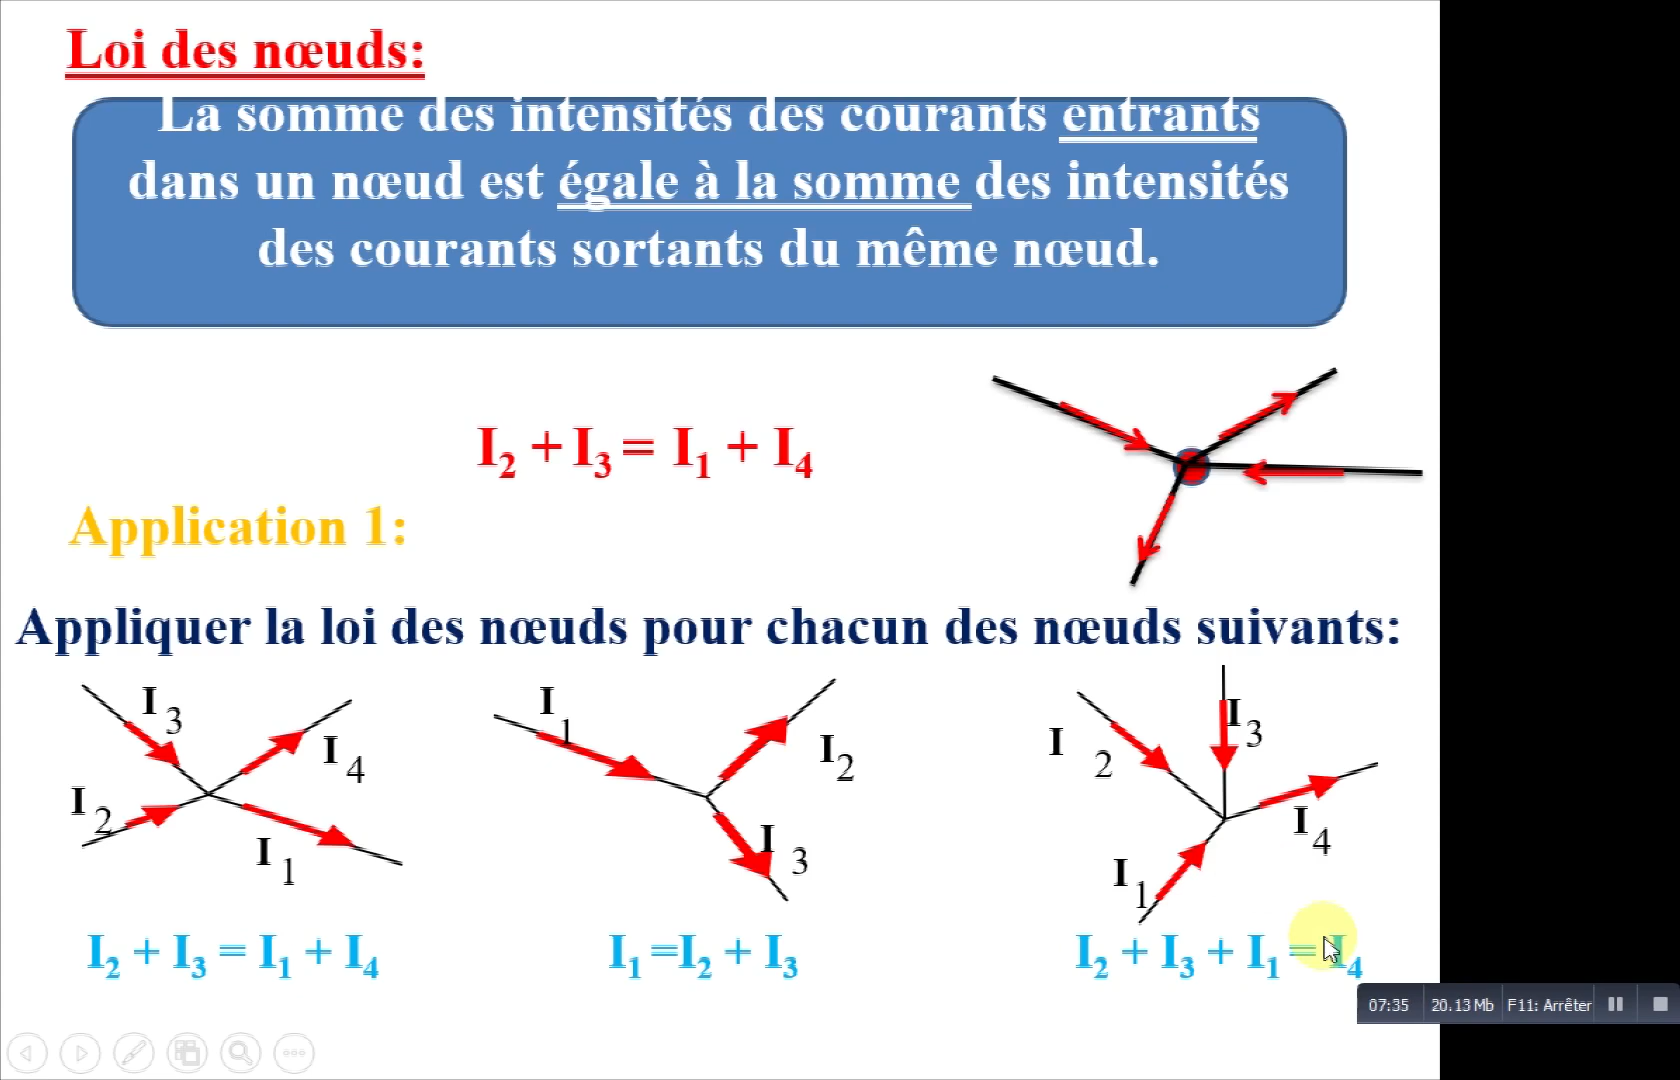 Loi des nœuds:
La somme des intensités des courants entrants
dans un nœud est égale à la somme des intensités
des courants sortants du même nœud.
I2 + I3 = I1 + I4
Application 1:
Appliquer la loi des nœuds pour chacun des nœuds suivants:
I3
I4
I2
I1
I1
I2
I3
I2
I3
I4
I1
I2 + I3 = I1 + I4
I1 =I2 + I3
I2 + I3 + I1 = I4
07:35 20.13 Mb F11: Arrêter